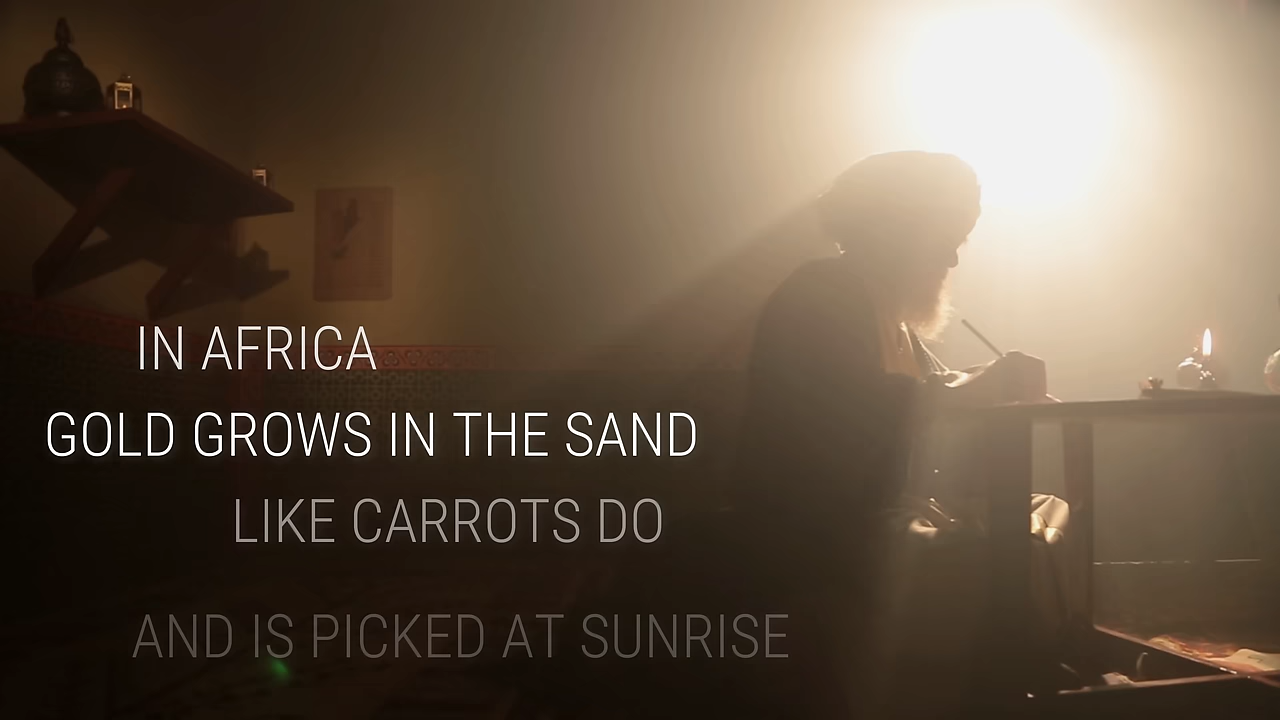 IN AFRICA
GOLD GROWS IN THE SAND
LIKE CARROTS DO
AND IS PICKED AT SUNRISE